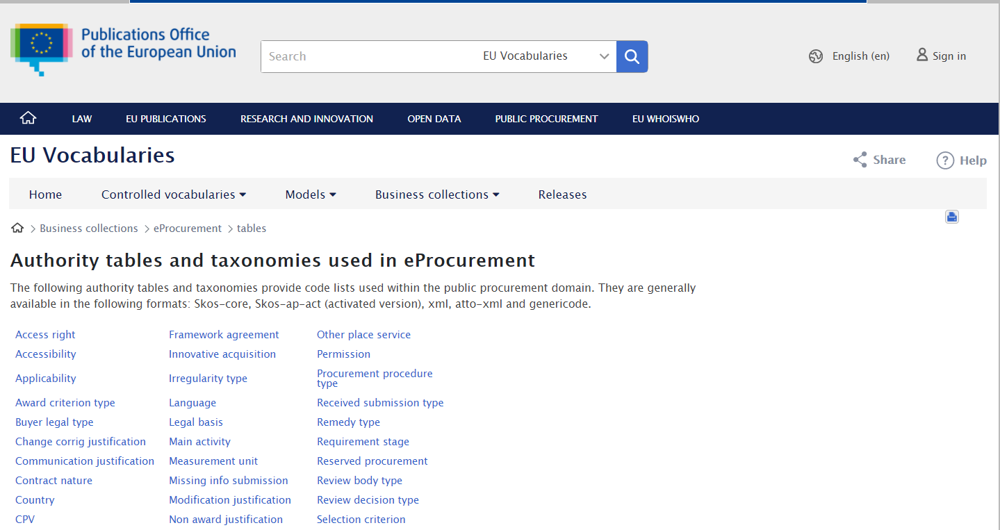 Publications Office
of the European Union
Search
EU Vocabularies
English (en)
Sign in
LAW
EU PUBLICATIONS
RESEARCH AND INNOVATION
OPEN DATA
PUBLIC PROCUREMENT
EU WHOISWHO
EU Vocabularies
Share
? Help
Home
Controlled vocabularies
Models
Business collections
Releases
Business collections > eProcurement > tables
Authority tables and taxonomies used in eProcurement
The following authority tables and taxonomies provide code lists used within the public procurement domain. They are generally
available in the following formats: Skos-core, Skos-ap-act (activated version), xml, atto-xml and genericode.
Access right
Framework agreement
Other place service
Accessibility
Innovative acquisition
Permission
Applicability
Irregularity type
Procurement procedure
type
Award criterion type
Language
Received submission type
Buyer legal type
Legal basis
Remedy type
Change corrig justification
Main activity
Requirement stage
Communication justification
Measurement unit
Reserved procurement
Contract nature
Missing info submission
Review body type
Country
Modification justification
Review decision type
CPV
Non award justification
Selection criterion